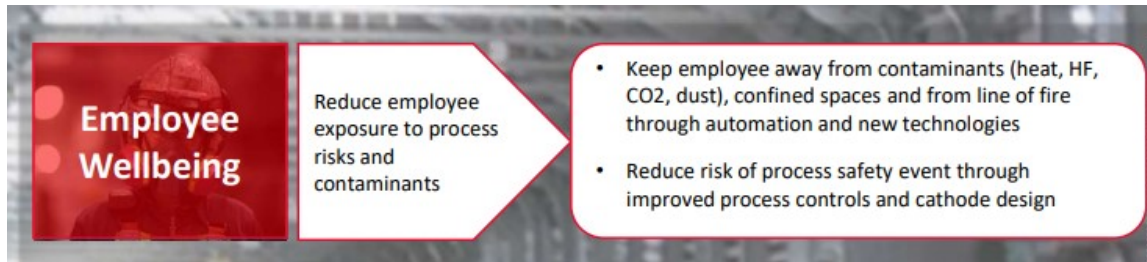 Employee
Wellbeing
Reduce employee
exposure to process
risks and
contaminants
• Keep employee away from contaminants (heat, HF,
CO2, dust), confined spaces and from line of fire
through automation and new technologies
• Reduce risk of process safety event through
improved process controls and cathode design